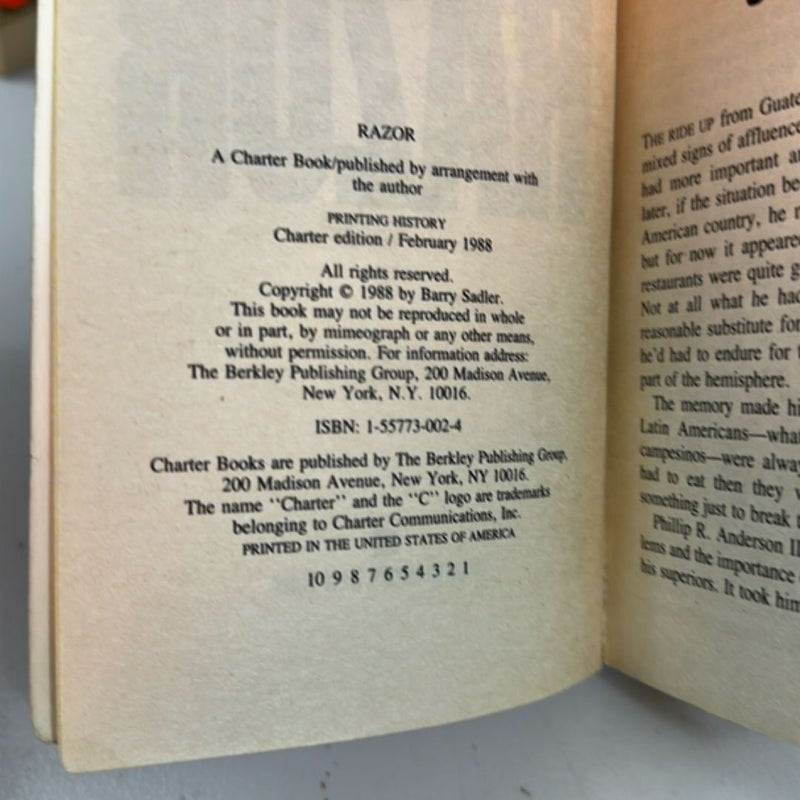 RAZOR
A Charter Book/published by arrangement with
the author
PRINTING HISTORY
Charter edition / February 1988
All rights reserved.
Copyright © 1988 by Barry Sadler.
This book may not be reproduced in whole
or in part, by mimeograph or any other means,
without permission. For information address:
The Berkley Publishing Group, 200 Madison Avenue,
New York, N.Y. 10016.
ISBN: 1-55773-002-4
Charter Books are published by The Berkley Publishing Group,
200 Madison Avenue, New York, NY 10016.
The name "Charter" and the "C" logo are trademarks
belonging to Charter Communications, Inc.
PRINTED IN THE UNITED STATES OF AMERICA
10 9 8 7 6 5 4 3 2 1
THE RIDE UP from Guate
mixed signs of affluence
had more important a
later, if the situation be
American country, he
but for now it appeare
restaurants were quite g
Not at all what he had
reasonable substitute for
he'd had to endure for
part of the hemisphere.
The memory made hi
Latin Americans—what
campesinos—were alway
had to eat then they
something just to break
Phillip R. Anderson II
lems and the importance
his superiors. It took him